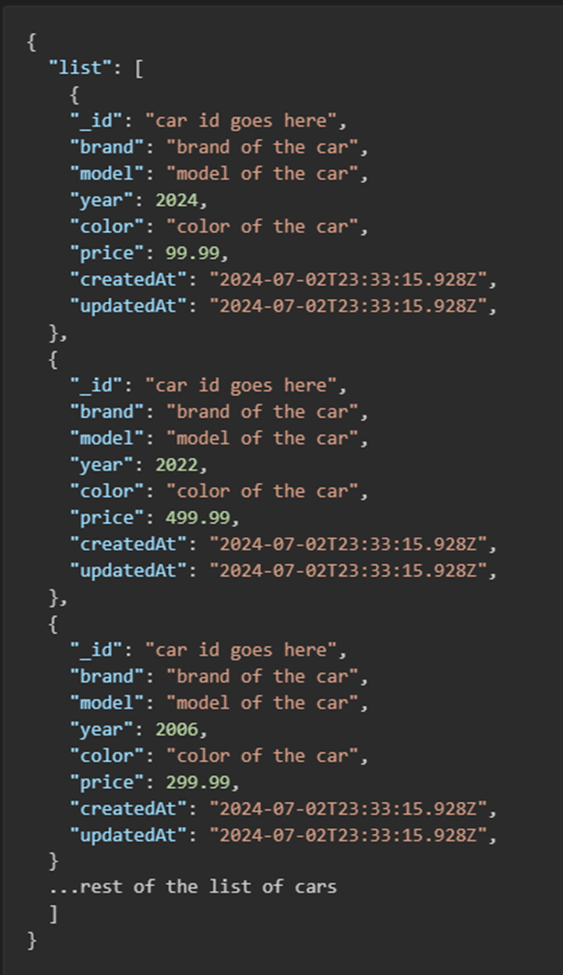 {
"list": [
{
"_id": "car id goes here",
"brand": "brand of the car",
"model": "model of the car",
"year": 2024,
"color": "color of the car",
"price": 99.99,
"createdAt": "2024-07-02T23:33:15.928Z",
"updatedAt": "2024-07-02T23:33:15.928Z",
},
{
"_id": "car id goes here",
"brand": "brand of the car",
"model": "model of the car",
"year": 2022,
"color": "color of the car",
"price": 499.99,
"createdAt": "2024-07-02T23:33:15.928Z",
"updatedAt": "2024-07-02T23:33:15.928Z",
},
{
"_id": "car id goes here",
"brand": "brand of the car",
"model": "model of the car",
"year": 2006,
"color": "color of the car",
"price": 299.99,
"createdAt": "2024-07-02T23:33:15.928Z",
"updatedAt": "2024-07-02T23:33:15.928Z",
}
...rest of the list of cars
]
}